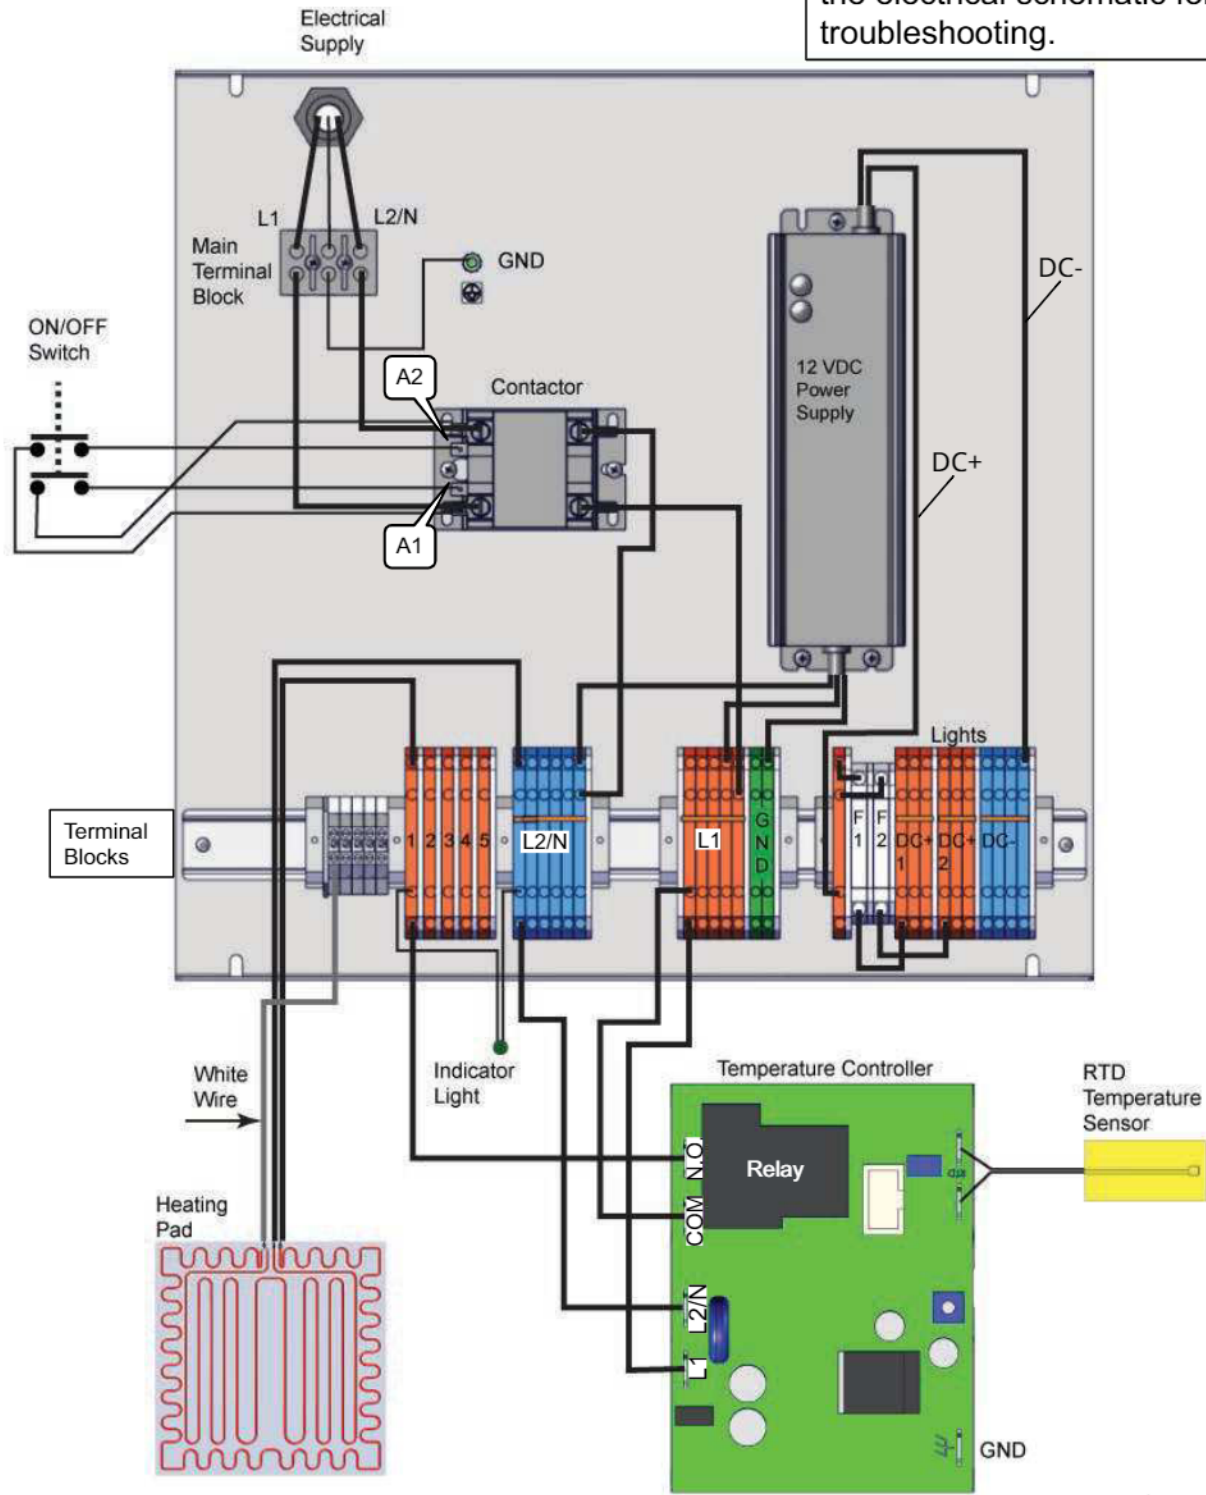 the electrical schematic for
troubleshooting.
Electrical
Supply
L1
L2/N
Main
Terminal
Block
GND
DC-
ON/OFF
Switch
A2
Contactor
12 VDC
Power
Supply
DC+
A1
Lights
Terminal
Blocks
1 2 3 4 5
L2/N
L1
GND
F1
F2
DC+
1
DC+
2
DC-
White
Wire
Indicator
Light
Temperature Controller
RTD
Temperature
Sensor
N.O
Relay
COM
Heating
Pad
L2/N
L1
GND